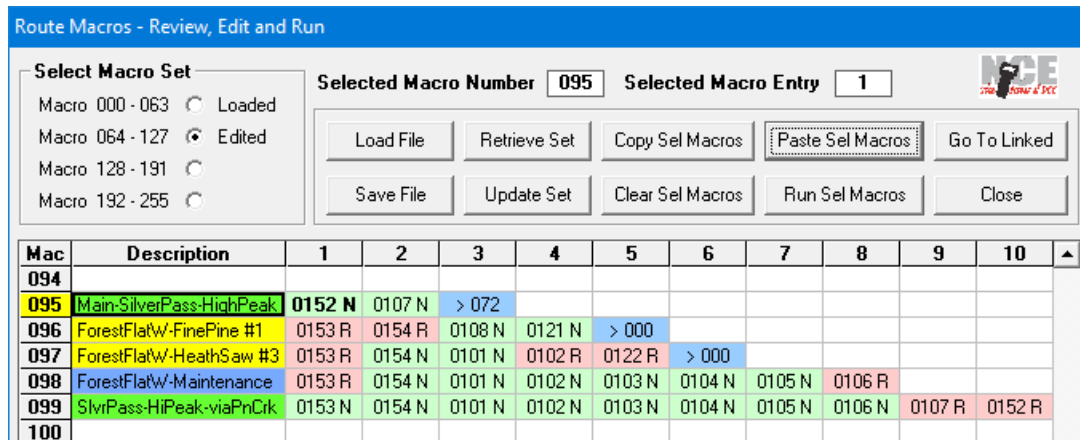 Route Macros - Review, Edit and Run
Select Macro Set
Macro 000 - 063 Loaded
Macro 064 - 127 Edited
Macro 128 - 191
Macro 192 - 255
Selected Macro Number 095 Selected Macro Entry 1
NCE
Load File Retrieve Set Copy Sel Macros Paste Sel Macros Go To Linked
Save File Update Set Clear Sel Macros Run Sel Macros Close
Mac Description 1 2 3 4 5 6 7 8 9 10
094
095 Main-SilverPass-HighPeak 0152 N 0107 N > 072
096 ForestFlatW-FinePine #1 0153 R 0154 R 0108 N 0121 N > 000
097 ForestFlatW-HeathSaw #3 0153 R 0154 N 0101 N 0102 R 0122 R > 000
098 ForestFlatW-Maintenance 0153 R 0154 N 0101 N 0102 N 0103 N 0104 N 0105 N 0106 R
099 SlvrPass-HiPeak-viaPnCrk 0153 N 0154 N 0101 N 0102 N 0103 N 0104 N 0105 N 0106 N 0107 R 0152 R
100